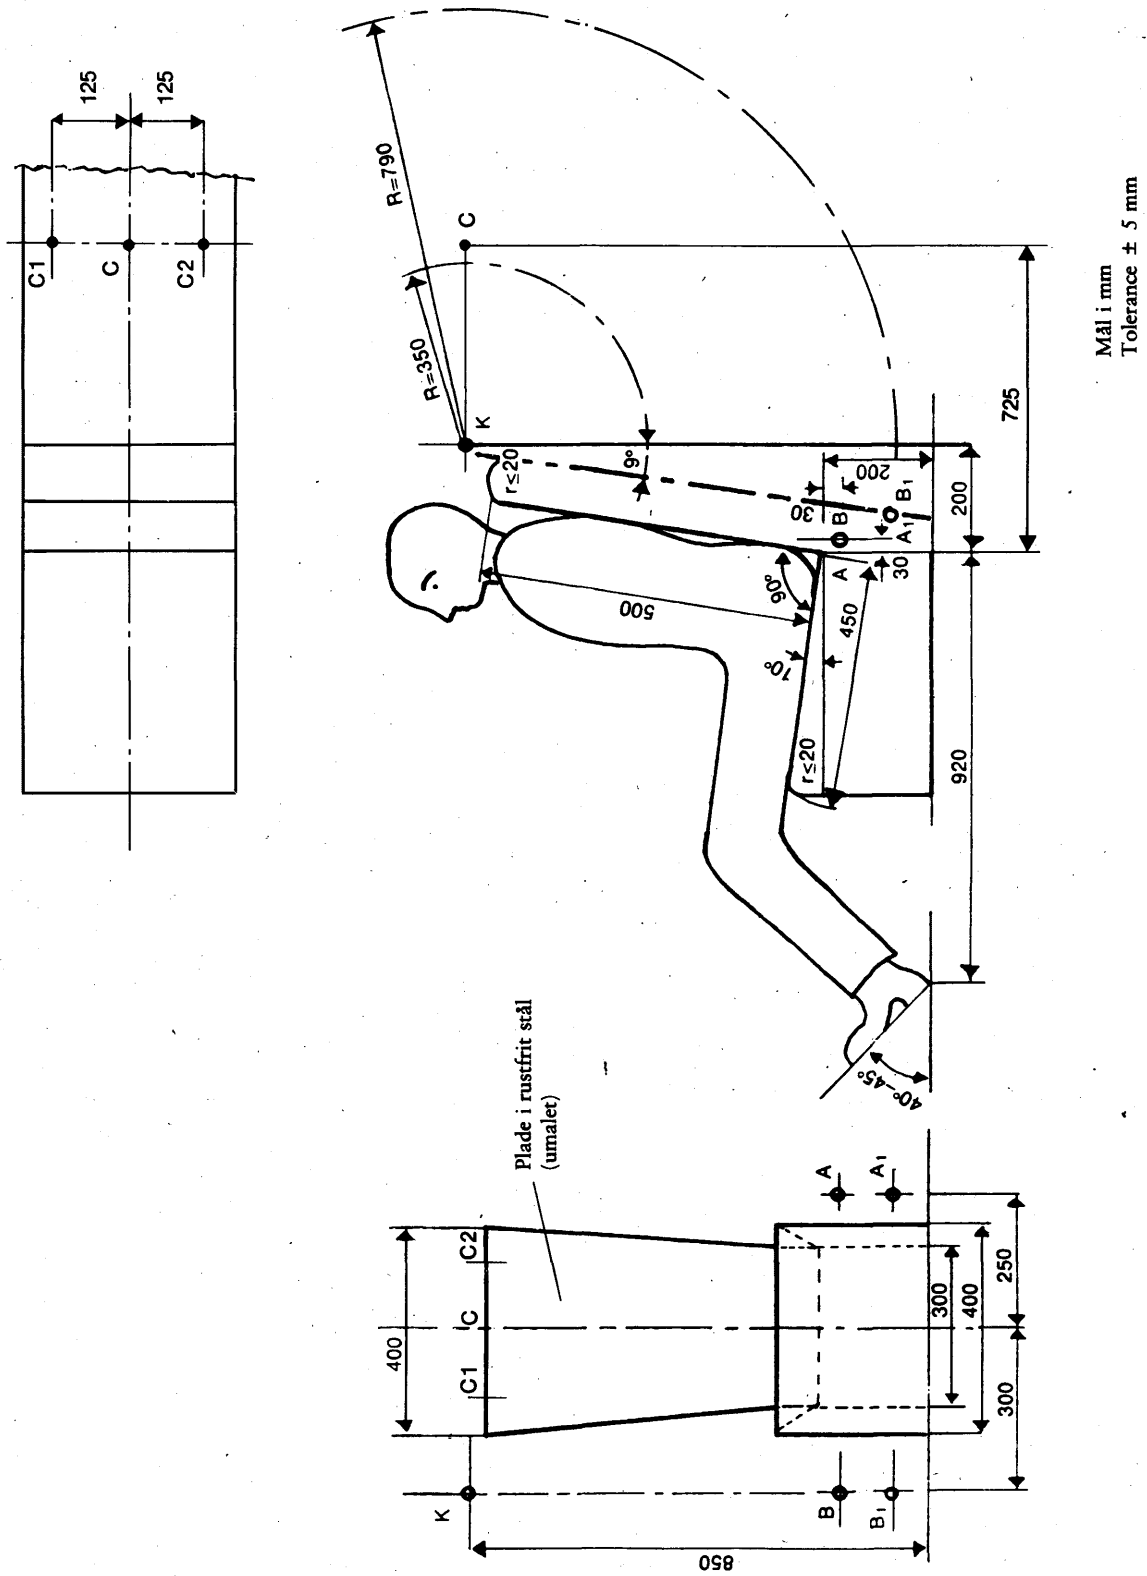 125
125
C1
C
C2
R=790
R=350
C
K
r≤20
9°
500
90°
10°
450
r≤20
30
B
A
A1
B1
30
200
200
725
920
40°-45°
Plade i rustfrit stål
(umalet)
400
C1
C
C2
K
A
A1
B
B1
300
400
250
300
850
Mål i mm
Tolerance ± 5 mm